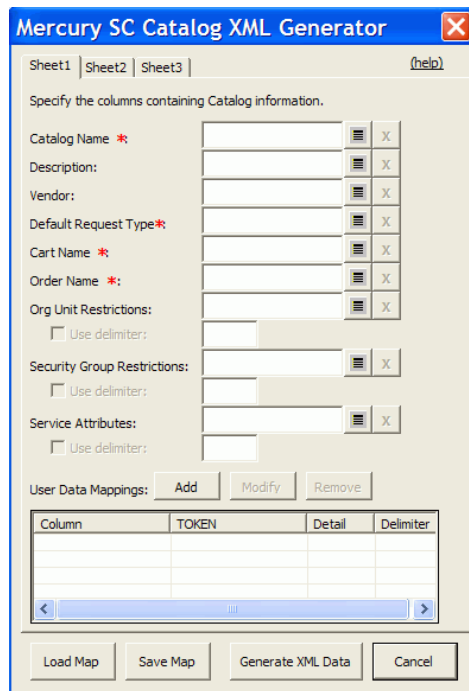 Mercury SC Catalog XML Generator
Sheet1 Sheet2 Sheet3 (help)
Specify the columns containing Catalog information.
Catalog Name *: x
Description: x
Vendor: x
Default Request Type*: x
Cart Name *: x
Order Name *: x
Org Unit Restrictions: x
Use delimiter:
Security Group Restrictions: x
Use delimiter:
Service Attributes: x
Use delimiter:
User Data Mappings: Add Modify Remove
Column TOKEN Detail Delimiter
Load Map Save Map Generate XML Data Cancel